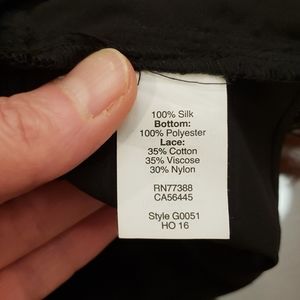 100% Silk
Bottom:
100% Polyester
Lace:
35% Cotton
35% Viscose
30% Nylon
RN77388
CA56445
Style G0051
HO 16